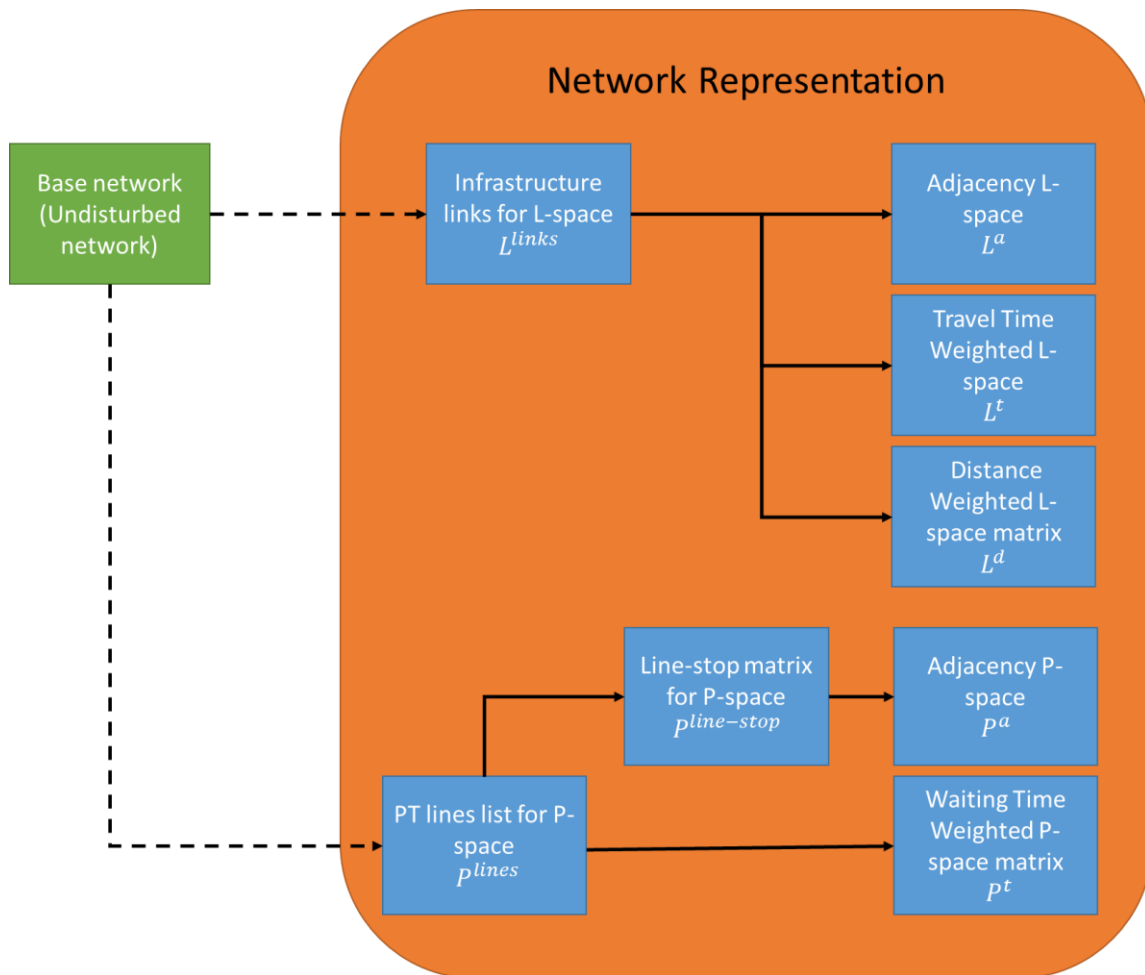 Network Representation
Base network
(Undisturbed
network)
Infrastructure
links for L-space
L^{links}
Adjacency L-
space
L^{a}
Travel Time
Weighted L-
space
L^{t}
Distance
Weighted L-
space matrix
L^{d}
Line-stop matrix
for P-space
P^{line-stop}
Adjacency P-
space
P^{a}
PT lines list for P-
space
P^{lines}
Waiting Time
Weighted P-
space matrix
P^{t}